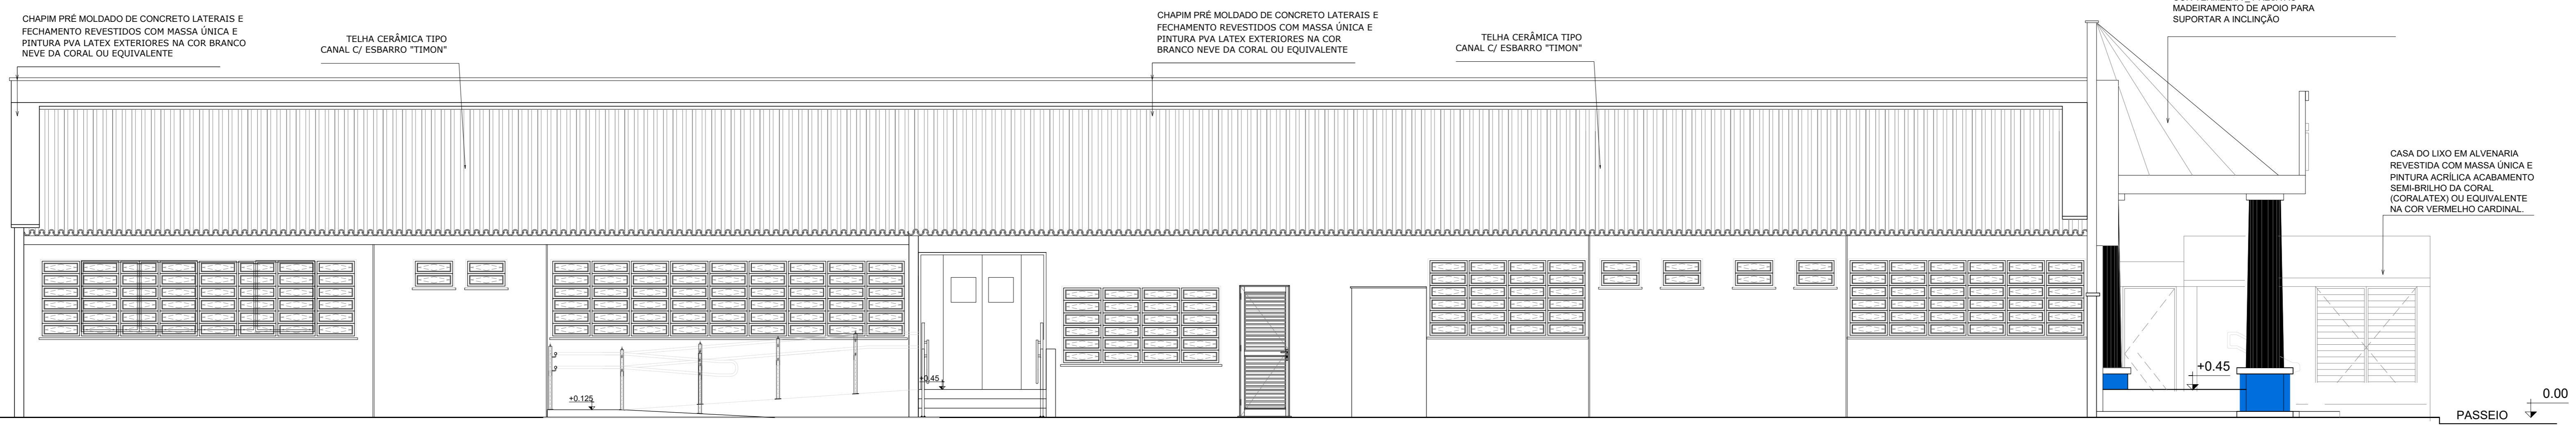 CHAPIM PRÉ MOLDADO DE CONCRETO LATERAIS E
FECHAMENTO REVESTIDOS COM MASSA ÚNICA E
PINTURA PVA LATEX EXTERIORES NA COR BRANCO
NEVE DA CORAL OU EQUIVALENTE
TELHA CERÂMICA TIPO
CANAL C/ ESBARRO "TIMON"
CHAPIM PRÉ MOLDADO DE CONCRETO LATERAIS E
FECHAMENTO REVESTIDOS COM MASSA ÚNICA E
PINTURA PVA LATEX EXTERIORES NA COR
BRANCO NEVE DA CORAL OU EQUIVALENTE
TELHA CERÂMICA TIPO
CANAL C/ ESBARRO "TIMON"
MADEIRAMENTO DE APOIO PARA
SUPORTAR A INCLINÇÃO
CASA DO LIXO EM ALVENARIA
REVESTIDA COM MASSA ÚNICA E
PINTURA ACRÍLICA ACABAMENTO
SEMI-BRILHO DA CORAL
(CORALATEX) OU EQUIVALENTE
NA COR VERMELHO CARDINAL.
+0.125
+0.45
+0.45
PASSEIO
0.00